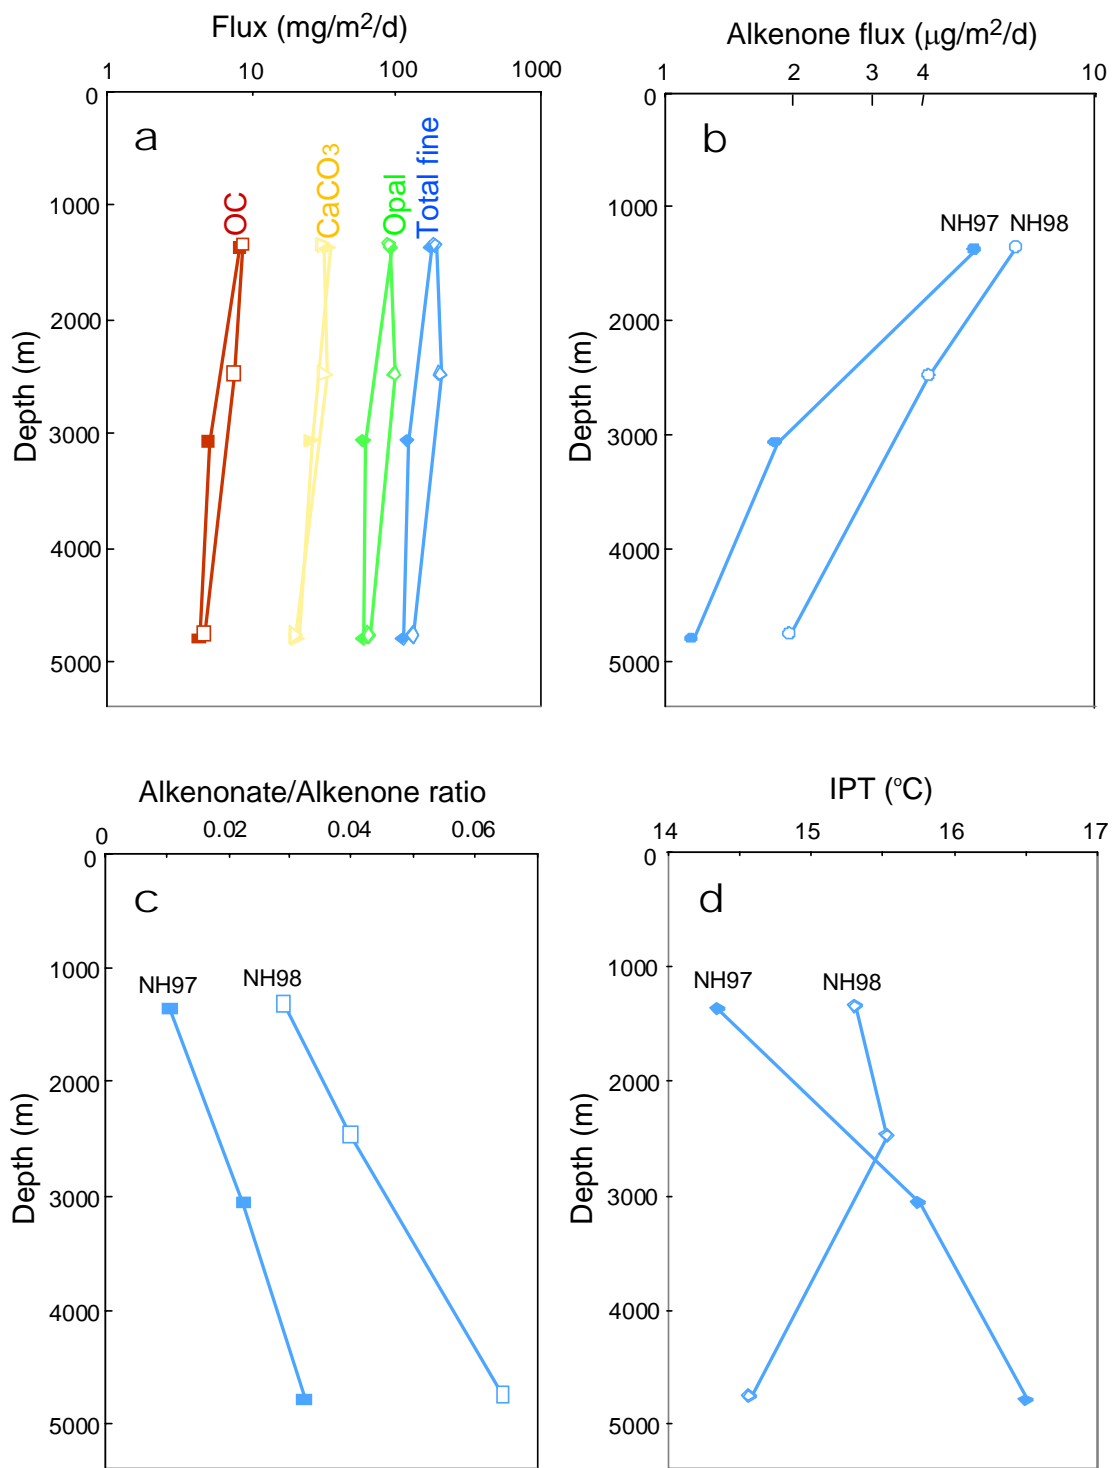 Flux (mg/m2/d)
1 10 100 1000
0
1000
2000
3000
4000
5000
Depth (m)
a
OC
CaCO3
Opal
Total fine
Alkenone flux (μg/m2/d)
1 2 3 4 10
0
1000
2000
3000
4000
5000
Depth (m)
b
NH97 NH98
Alkenonate/Alkenone ratio
0 0.02 0.04 0.06
0
1000
2000
3000
4000
5000
Depth (m)
c
NH97 NH98
IPT (oC)
14 15 16 17
0
1000
2000
3000
4000
5000
Depth (m)
d
NH97 NH98